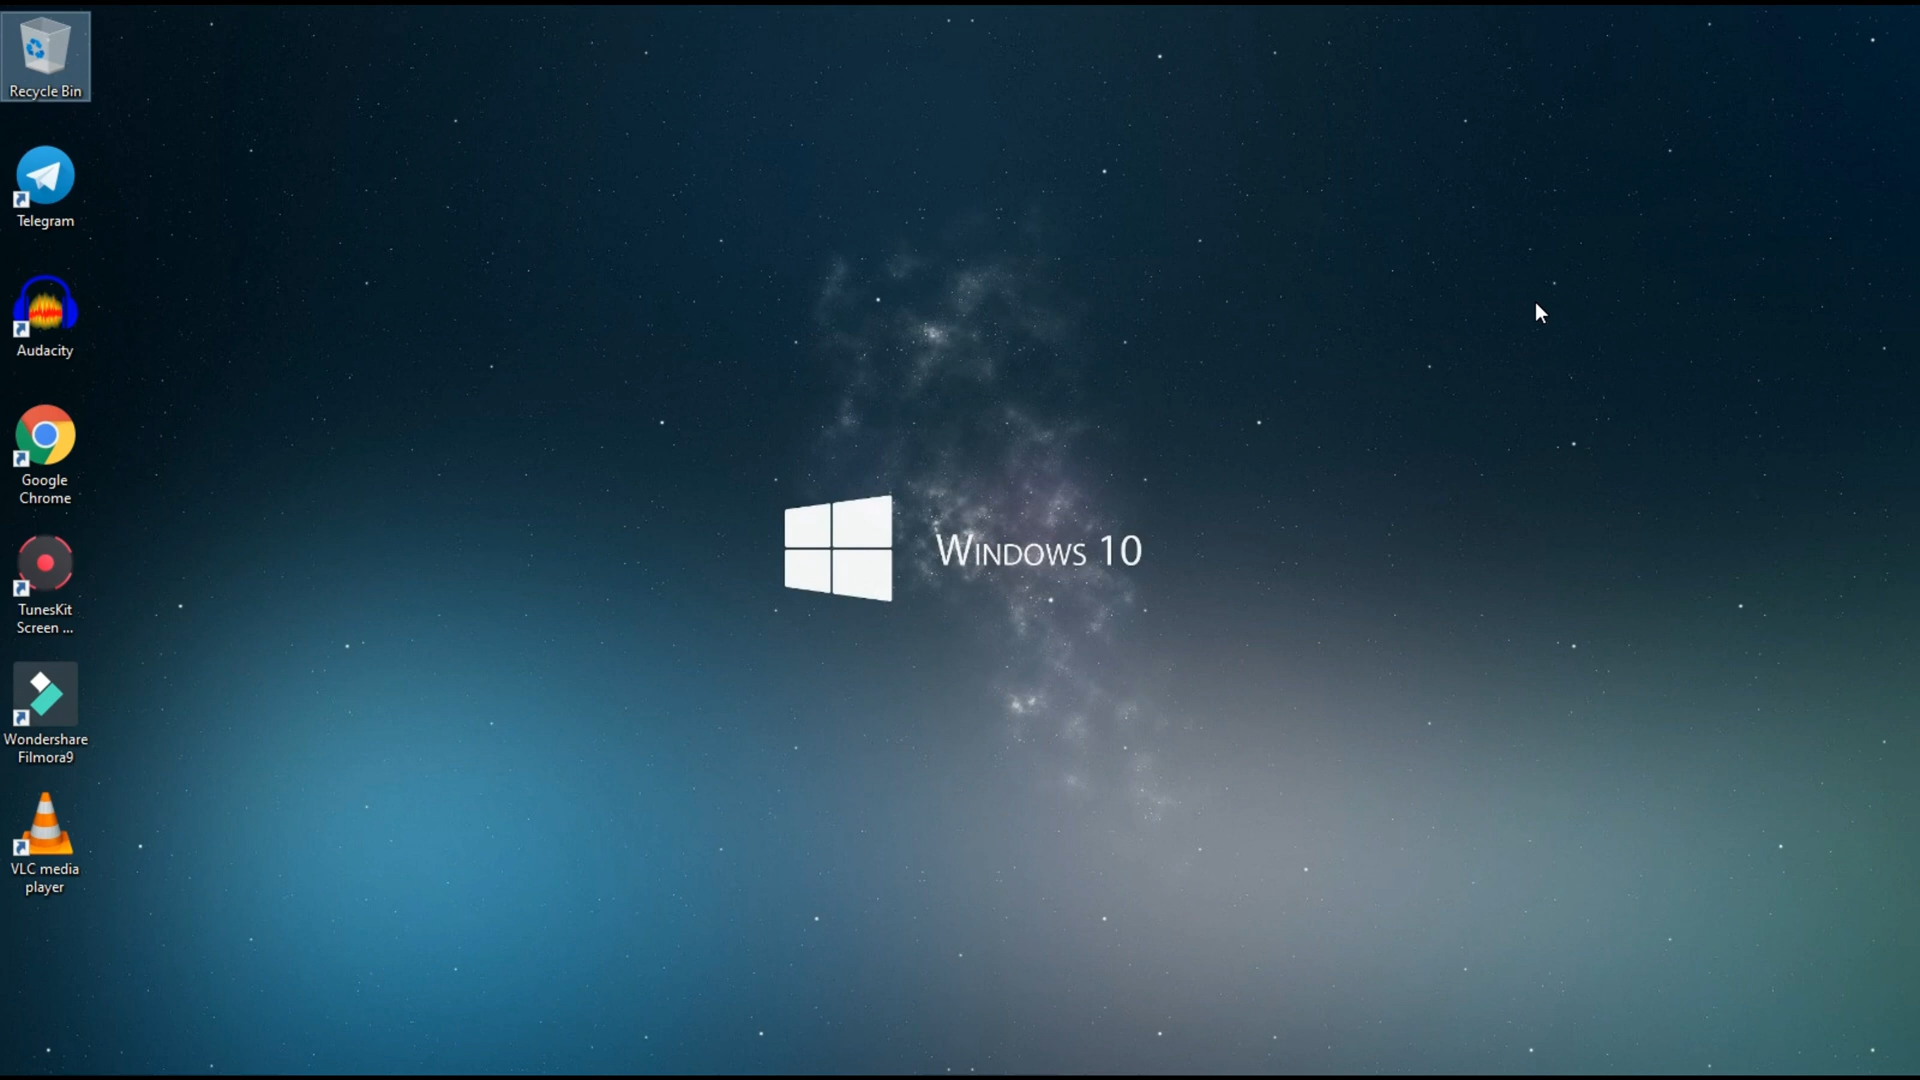 Recycle Bin
Telegram
Audacity
Google
Chrome
TunesKit
Screen ...
Wondershare
Filmora9
VLC media
player
WINDOWS 10